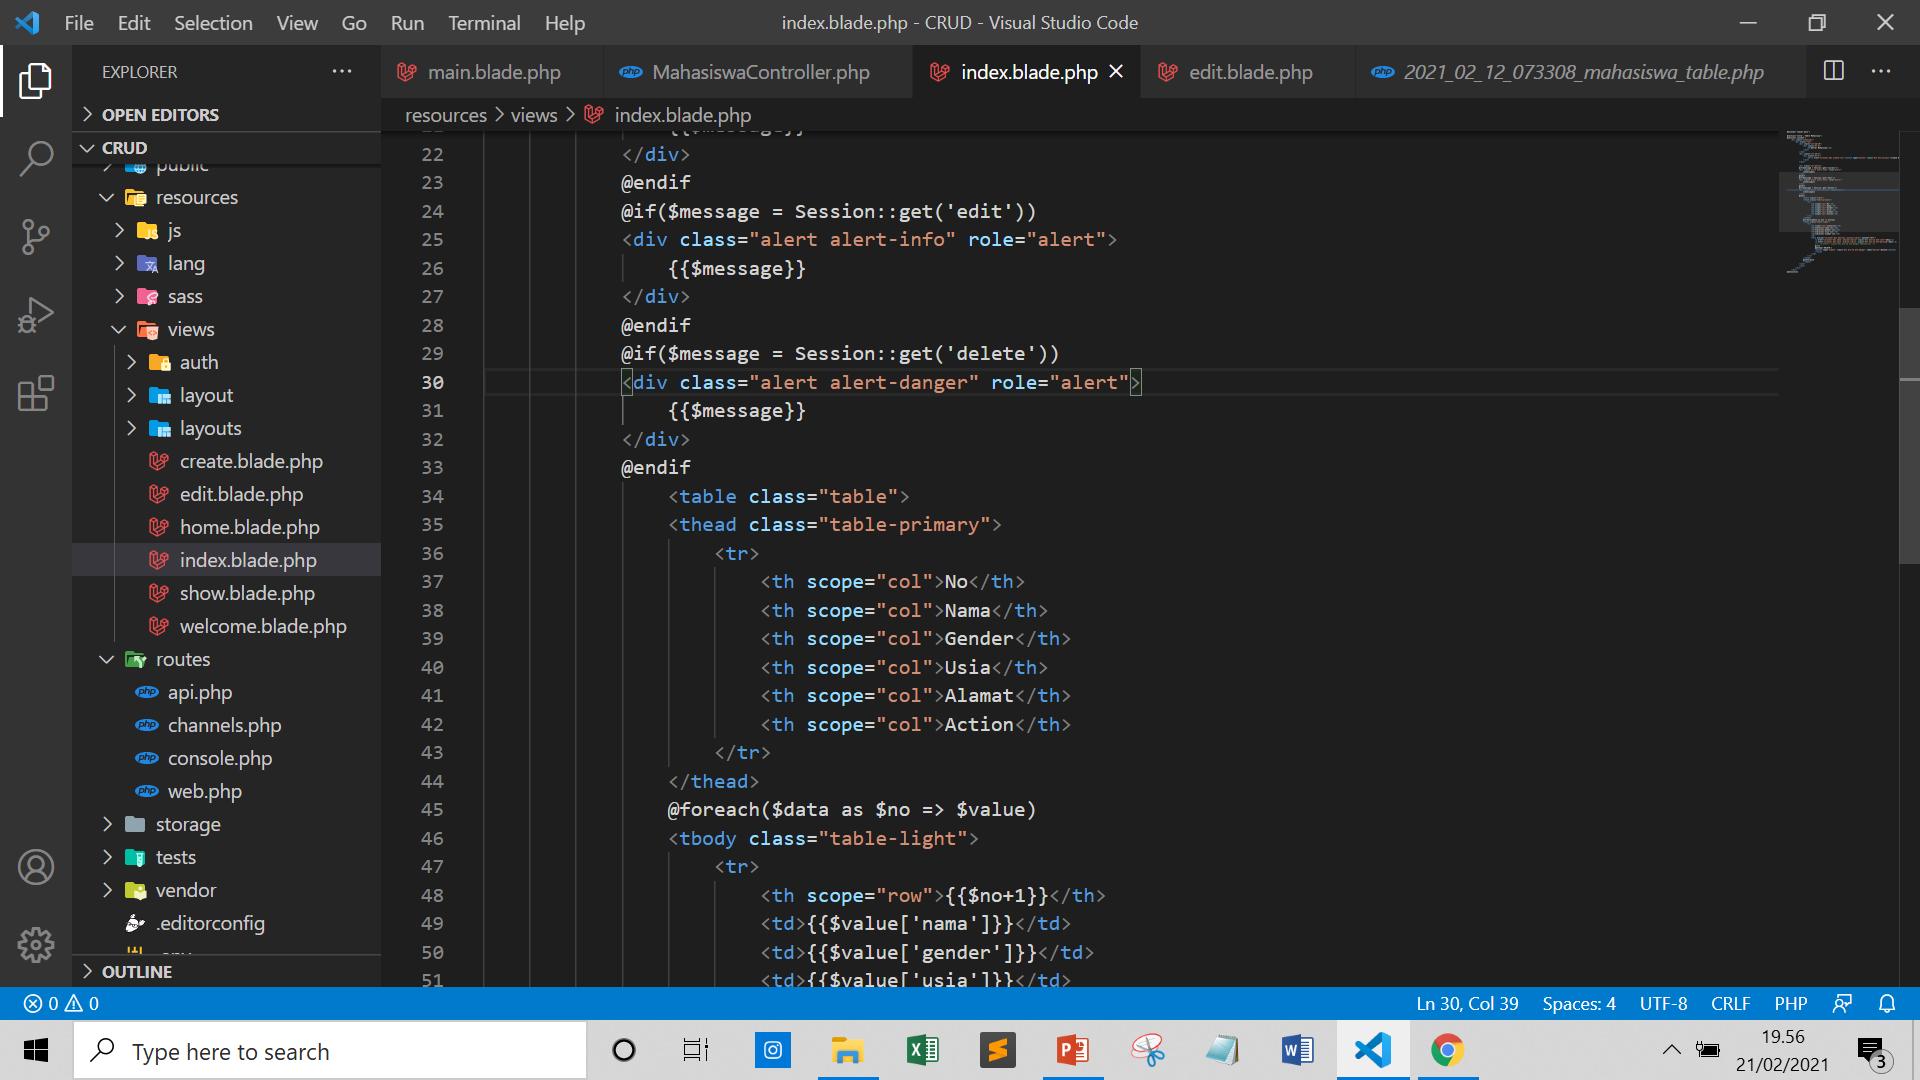 File Edit Selection View Go Run Terminal Help
index.blade.php - CRUD - Visual Studio Code
EXPLORER
main.blade.php
php MahasiswaController.php
index.blade.php
edit.blade.php
php 2021_02_12_073308_mahasiswa_table.php
OPEN EDITORS
resources > views > index.blade.php
CRUD
public
resources
js
lang
sass
views
auth
layout
layouts
create.blade.php
edit.blade.php
home.blade.php
index.blade.php
show.blade.php
welcome.blade.php
routes
php api.php
php channels.php
php console.php
php web.php
storage
tests
vendor
.editorconfig
OUTLINE
{{$message}}
22 </div>
23 @endif
24 @if($message = Session::get('edit'))
25 <div class="alert alert-info" role="alert">
26 {{$message}}
27 </div>
28 @endif
29 @if($message = Session::get('delete'))
30 <div class="alert alert-danger" role="alert">
31 {{$message}}
32 </div>
33 @endif
34 <table class="table">
35 <thead class="table-primary">
36 <tr>
37 <th scope="col">No</th>
38 <th scope="col">Nama</th>
39 <th scope="col">Gender</th>
40 <th scope="col">Usia</th>
41 <th scope="col">Alamat</th>
42 <th scope="col">Action</th>
43 </tr>
44 </thead>
45 @foreach($data as $no => $value)
46 <tbody class="table-light">
47 <tr>
48 <th scope="row">{{$no+1}}</th>
49 <td>{{$value['nama']}}</td>
50 <td>{{$value['gender']}}</td>
51 <td>{{$value['usia']}}</td>
0 0
Ln 30, Col 39 Spaces: 4 UTF-8 CRLF PHP
Type here to search
19.56
21/02/2021
3